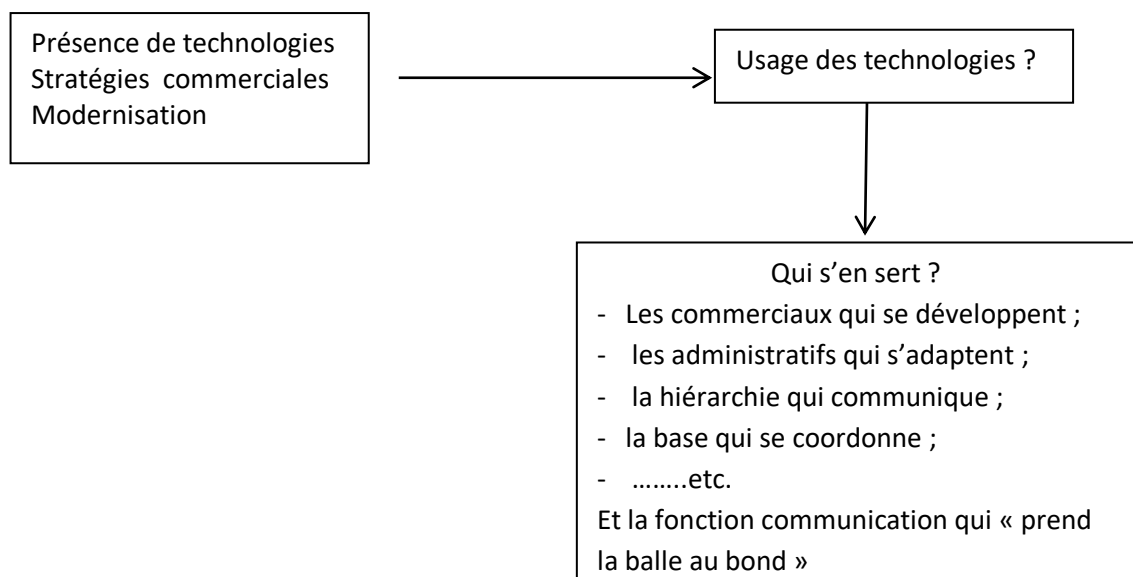 Présence de technologies
Stratégies commerciales
Modernisation
Usage des technologies ?
Qui s’en sert ?
- Les commerciaux qui se développent ;
- les administratifs qui s’adaptent ;
- la hiérarchie qui communique ;
- la base qui se coordonne ;
- ……..etc.
Et la fonction communication qui « prend
la balle au bond »